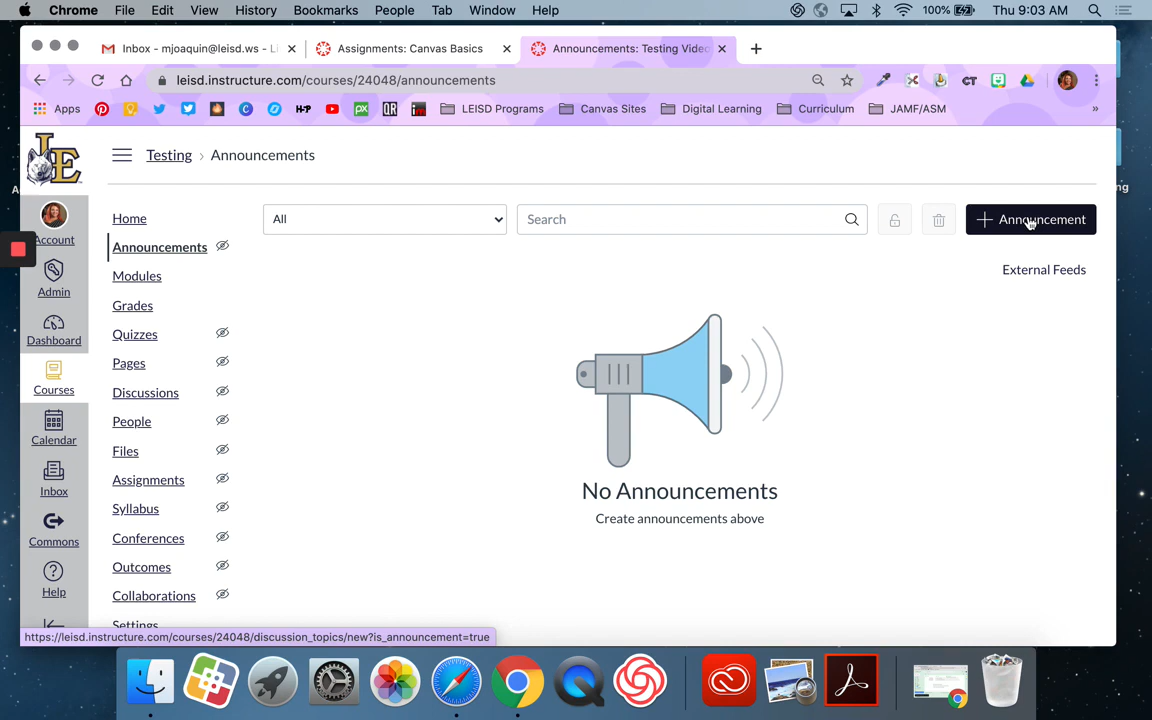 Chrome File Edit View History Bookmarks People Tab Window Help 100% Thu 9:03 AM
Inbox - mjoaquin@leisd.ws - L Assignments: Canvas Basics Announcements: Testing Video
leisd.instructure.com/courses/24048/announcements
Apps LEISD Programs Canvas Sites Digital Learning Curriculum JAMF/ASM »
Testing › Announcements
Home All Search + Announcement
Account Announcements
External Feeds
Modules
Admin
Grades
Dashboard Quizzes
Pages
Courses Discussions
People
Calendar
Files
Inbox Assignments
No Announcements
Syllabus
Create announcements above
Commons Conferences
Outcomes
Help Collaborations
Settings
https://leisd.instructure.com/courses/24048/discussion_topics/new?is_announcement=true